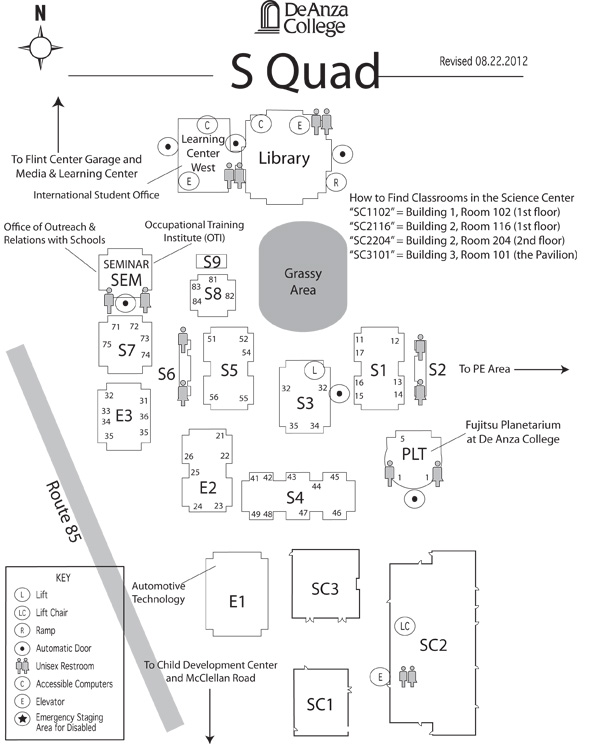 N
De Anza
College
S Quad
Revised 08.22.2012
To Flint Center Garage and
Media & Learning Center
International Student Office
C
Learning
Center
West
E
C
E
Library
R
How to Find Classrooms in the Science Center
"SC1102" = Building 1, Room 102 (1st floor)
"SC2116" = Building 2, Room 116 (1st floor)
"SC2204" = Building 2, Room 204 (2nd floor)
"SC3101" = Building 3, Room 101 (the Pavilion)
Office of Outreach &
Relations with Schools
Occupational Training
Institute (OTI)
SEMINAR
SEM
S9
81
83
S8
82
84
Grassy
Area
71 72
75
73
S7
74
S6
51 52
54
S5
56 55
L
32 32
S3
35 34
11 12
17
S1
16 13
15 14
S2
To PE Area
32
31
33
E3
36
34
35 35
21
26 22
25
E2
24 23
41 42 43 45
44
S4
49 48 47 46
5
PLT
1 1
Fujitsu Planetarium
at De Anza College
Route 85
Automotive
Technology
E1
SC3
LC
SC2
E
SC1
To Child Development Center
and McClellan Road
KEY
L Lift
LC Lift Chair
R Ramp
Automatic Door
Unisex Restroom
C Accessible Computers
E Elevator
Emergency Staging
Area for Disabled